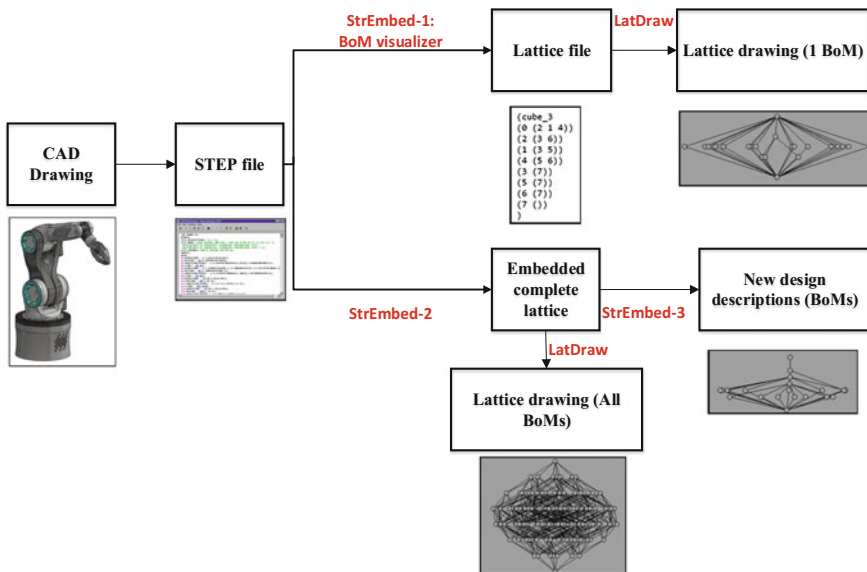 StrEmbed-1:
BoM visualizer
LatDraw
Lattice file
Lattice drawing (1 BoM)
(cube_3
(0 (2 1 4))
(2 (3 6))
(1 (3 5))
(4 (5 6))
(3 (7))
(5 (7))
(6 (7))
(7 ())
)
CAD
Drawing
STEP file
StrEmbed-2
Embedded
complete
lattice
StrEmbed-3
New design
descriptions (BoMs)
LatDraw
Lattice drawing (All
BoMs)